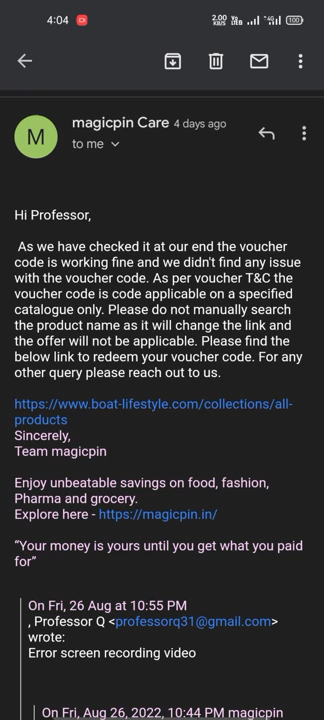 4:04
2.00 KB/S Vo LTE 4G 100
M
magicpin Care 4 days ago
to me
Hi Professor,
As we have checked it at our end the voucher
code is working fine and we didn't find any issue
with the voucher code. As per voucher T&C the
voucher code is code applicable on a specified
catalogue only. Please do not manually search
the product name as it will change the link and
the offer will not be applicable. Please find the
below link to redeem your voucher code. For any
other query please reach out to us.
https://www.boat-lifestyle.com/collections/all-
products
Sincerely,
Team magicpin
Enjoy unbeatable savings on food, fashion,
Pharma and grocery.
Explore here - https://magicpin.in/
“Your money is yours until you get what you paid
for”
On Fri, 26 Aug at 10:55 PM
, Professor Q <professorq31@gmail.com>
wrote:
Error screen recording video
On Fri, Aug 26, 2022, 10:44 PM magicpin